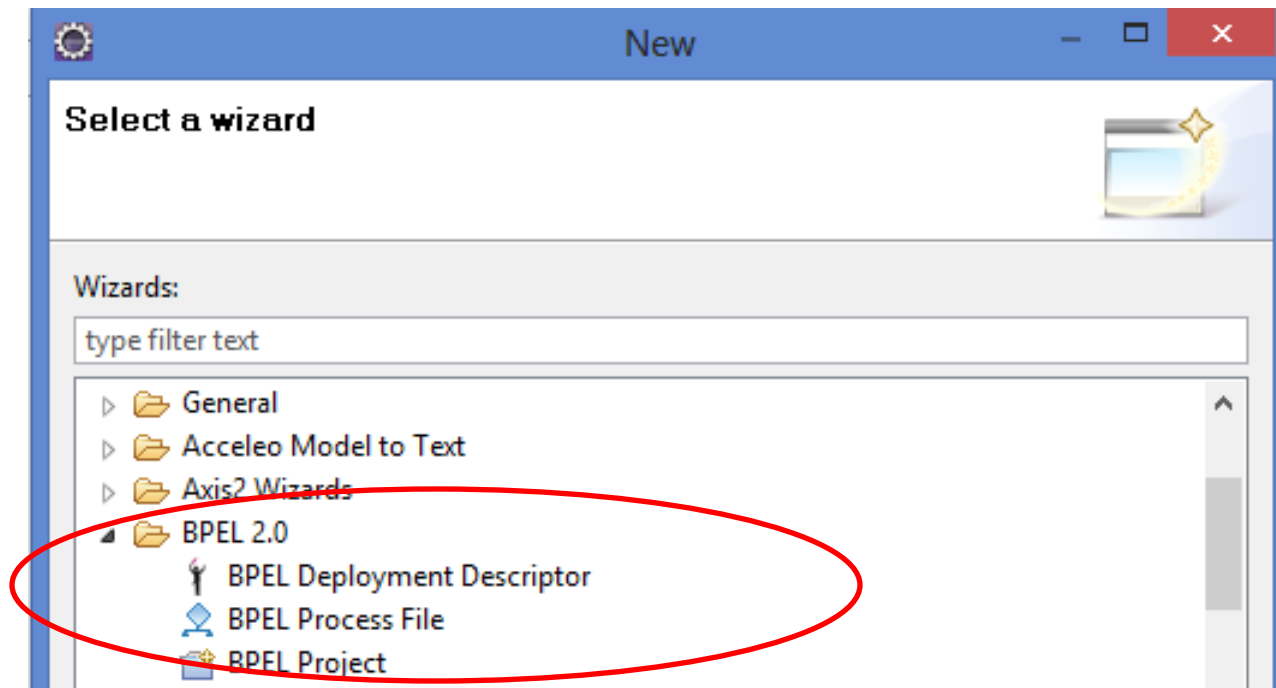 New
Select a wizard
Wizards:
type filter text
General
Acceleo Model to Text
Axis2 Wizards
BPEL 2.0
BPEL Deployment Descriptor
BPEL Process File
BPEL Project